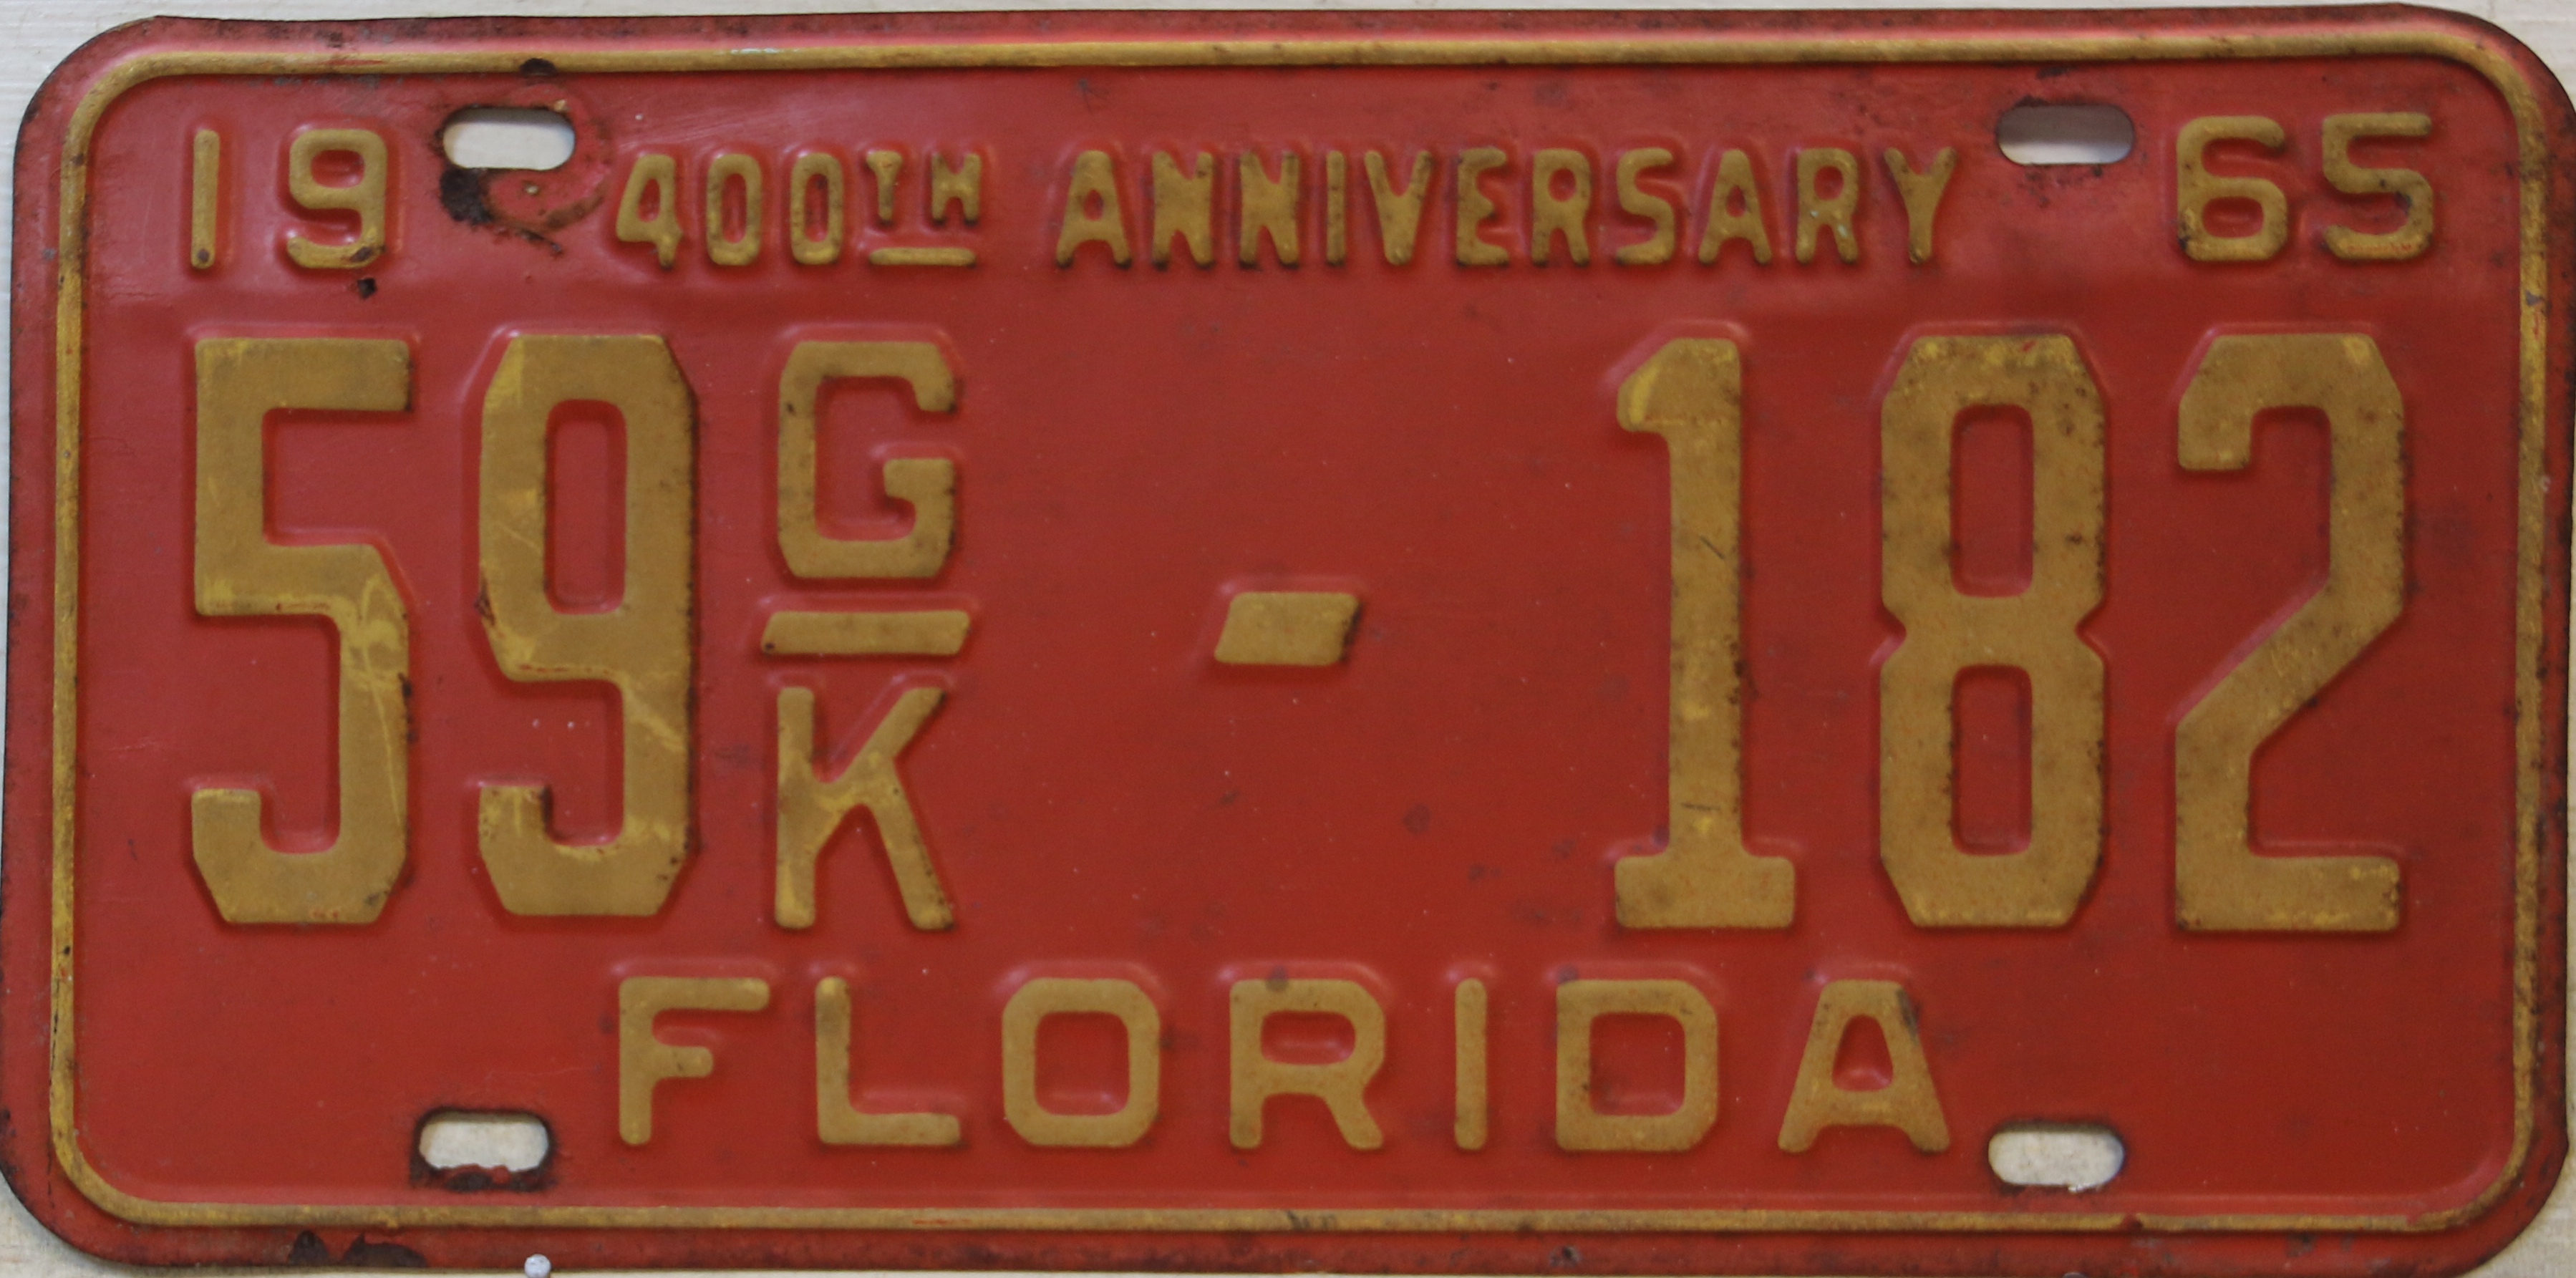 19 400TH ANNIVERSARY 65
59 G/K - 182
FLORIDA